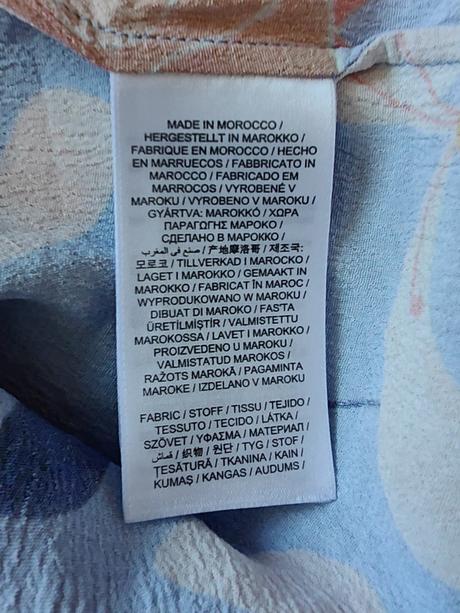 MADE IN MOROCCO /
HERGESTELLT IN MAROKKO /
FABRIQUE EN MOROCCO / HECHO
EN MARRUECOS / FABBRICATO IN
MAROCCO / FABRICADO EM
MARROCOS / VYROBENÉ V
MAROKU / VYROBENO V MAROKU /
GYÁRTVA: MAROKKÓ / ΧΩΡΑ
ΠΑΡΑΓΩΓΗΣ ΜΑΡΟΚΟ /
СДЕЛАНО В МАРОККО /
صنع في المغرب / 产地摩洛哥 / 제조국:
모로코 / TILLVERKAD I MAROCKO /
LAGET I MAROKKO / GEMAAKT IN
MAROKKO / FABRICAT ÎN MAROC /
WYPRODUKOWANO W MAROKU /
DIBUAT DI MAROKO / FAS'TA
ÜRETİLMİŞTİR / VALMISTETTU
MAROKOSSA / LAVET I MAROKKO /
PROIZVEDENO U MAROKU /
VALMISTATUD MAROKOS /
RAŽOTS MAROKĀ / PAGAMINTA
MAROKE / IZDELANO V MAROKU
FABRIC / STOFF / TISSU / TEJIDO /
TESSUTO / TECIDO / LÁTKA /
SZÖVET / ΥΦΑΣΜΑ / МАТЕРИАЛ /
قماش / 织物 / 원단 / TYG / STOF /
ȚESĂTURĂ / TKANINA / KAIN /
KUMAŞ / KANGAS / AUDUMS /